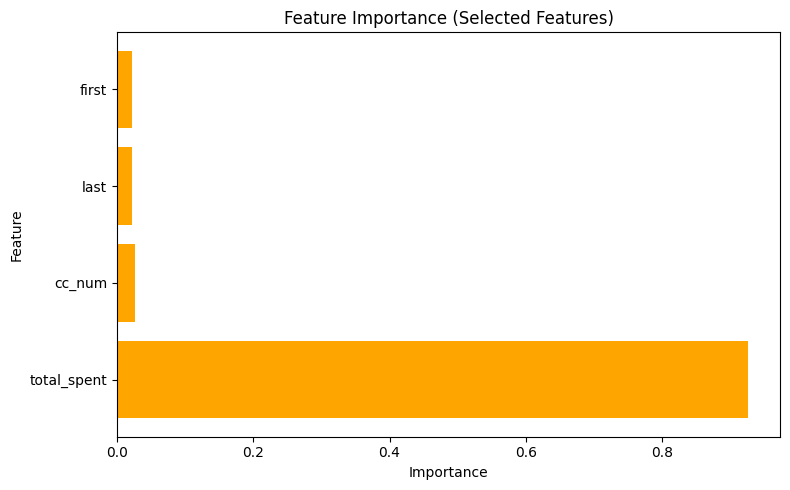 Feature Importance (Selected Features)
first
last
cc_num
total_spent
Feature
0.0 0.2 0.4 0.6 0.8
Importance